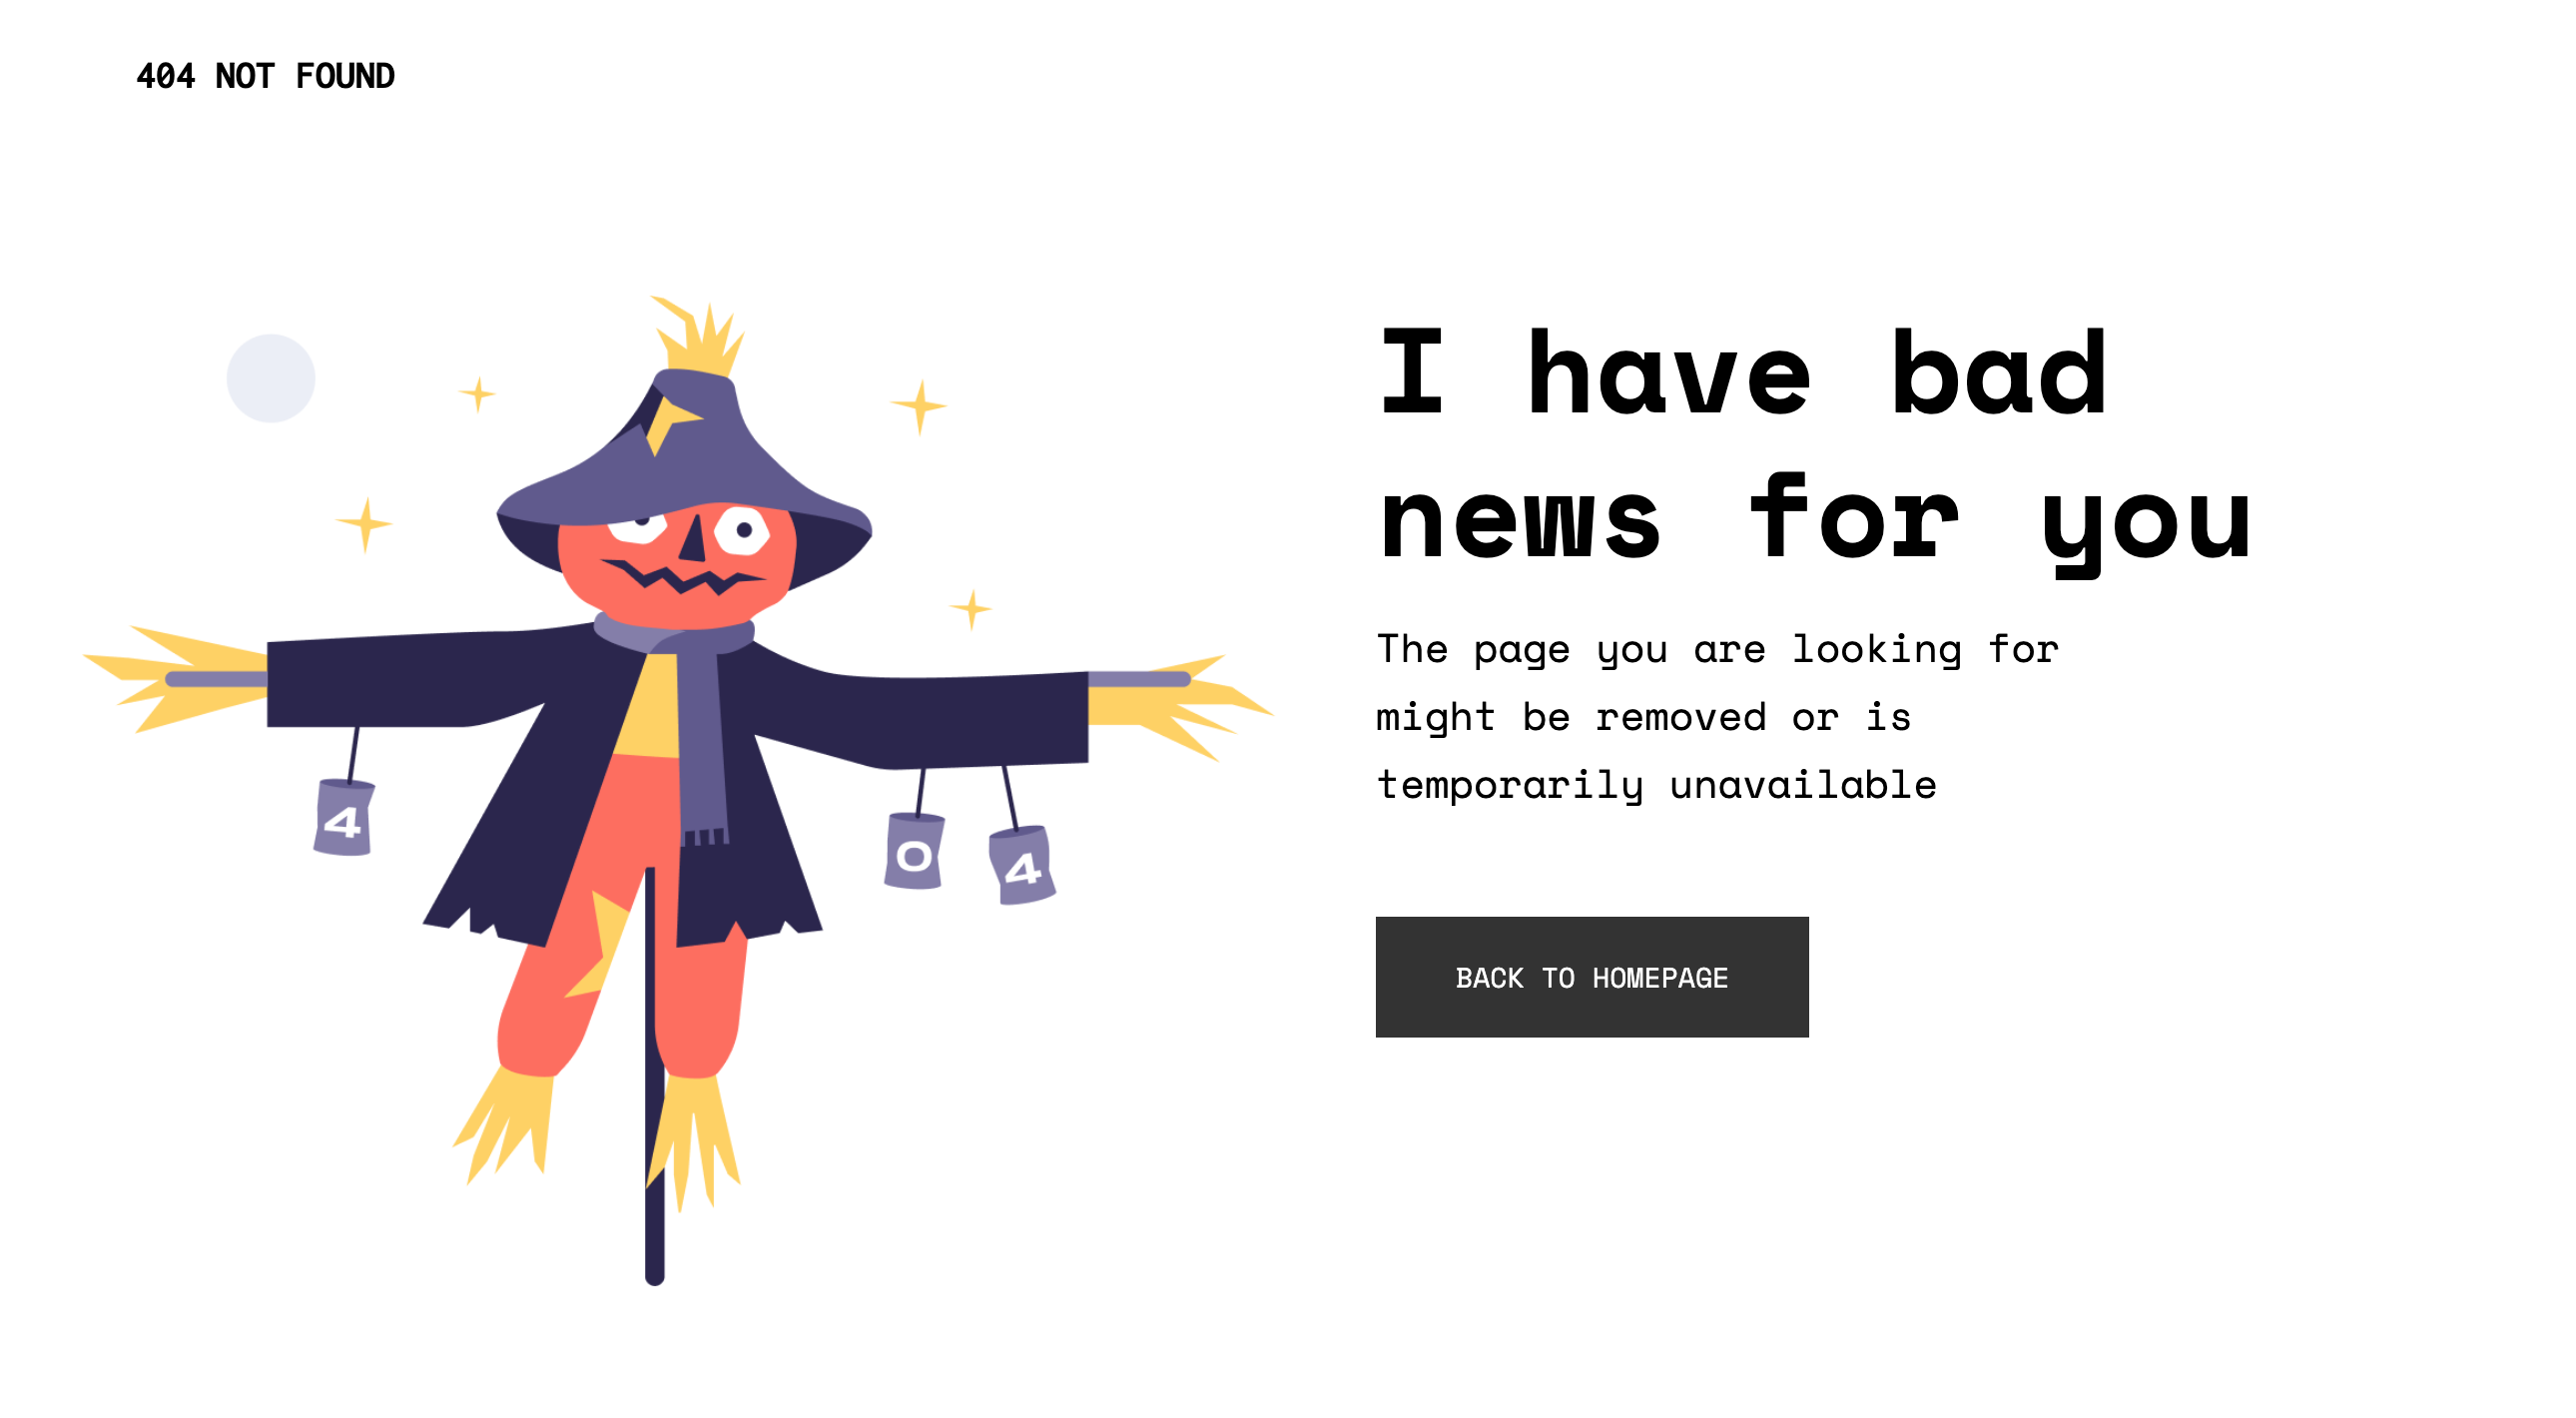 404 NOT FOUND
I have bad
news for you
The page you are looking for
might be removed or is
temporarily unavailable
BACK TO HOMEPAGE
4
0
4